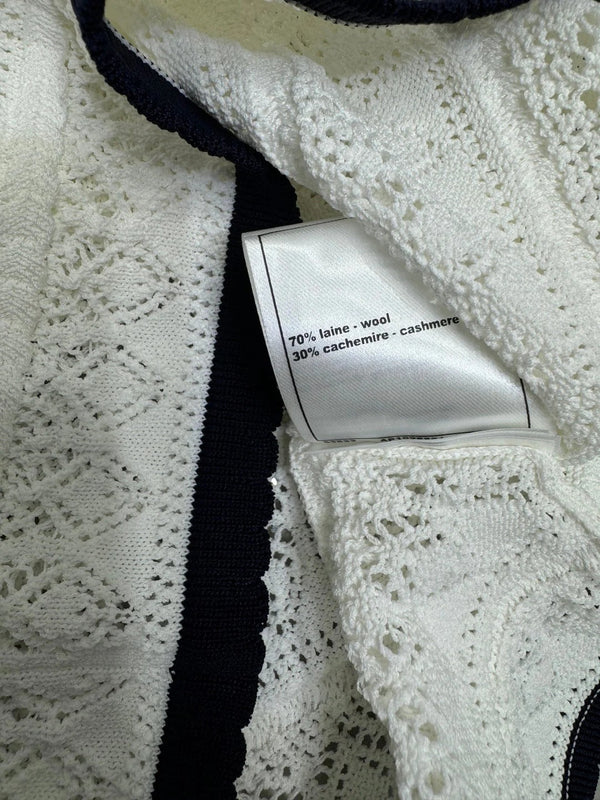 70% laine - wool
30% cachemire - cashmere